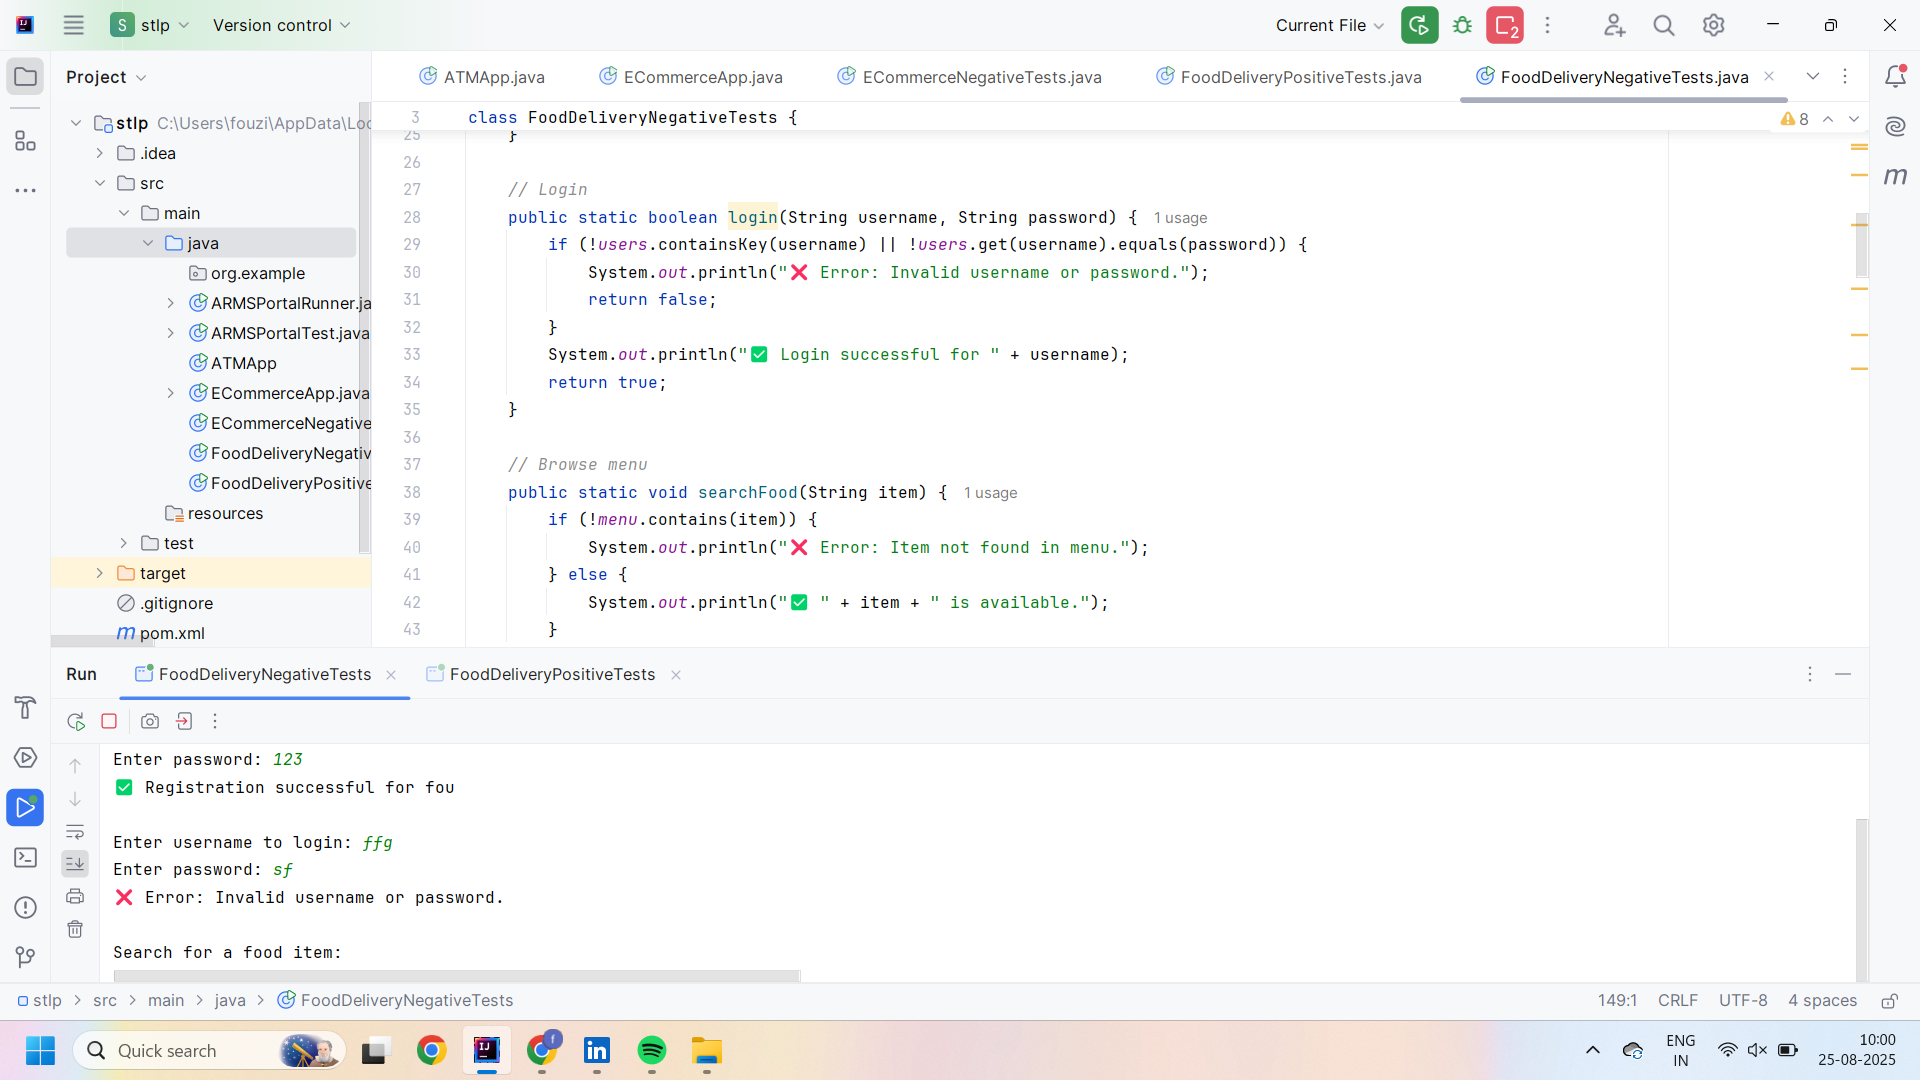 S stlp Version control Current File 2
Project
ATMApp.java ECommerceApp.java ECommerceNegativeTests.java FoodDeliveryPositiveTests.java FoodDeliveryNegativeTests.java
stlp C:\Users\fouzi\AppData\Loc
.idea
src
main
java
org.example
ARMSPortalRunner.ja
ARMSPortalTest.java
ATMApp
ECommerceApp.java
ECommerceNegative
FoodDeliveryNegativ
FoodDeliveryPositive
resources
test
target
.gitignore
m pom.xml
3 class FoodDeliveryNegativeTests { 8
25 }
26
27 // Login
28 public static boolean login(String username, String password) { 1 usage
29 if (!users.containsKey(username) || !users.get(username).equals(password)) {
30 System.out.println("❌ Error: Invalid username or password.");
31 return false;
32 }
33 System.out.println("✅ Login successful for " + username);
34 return true;
35 }
36
37 // Browse menu
38 public static void searchFood(String item) { 1 usage
39 if (!menu.contains(item)) {
40 System.out.println("❌ Error: Item not found in menu.");
41 } else {
42 System.out.println("✅ " + item + " is available.");
43 }
m
Run FoodDeliveryNegativeTests FoodDeliveryPositiveTests
Enter password: 123
✅ Registration successful for fou
Enter username to login: ffg
Enter password: sf
❌ Error: Invalid username or password.
Search for a food item:
stlp > src > main > java > FoodDeliveryNegativeTests 149:1 CRLF UTF-8 4 spaces
Quick search
IJ
f
in
ENG
IN
10:00
25-08-2025